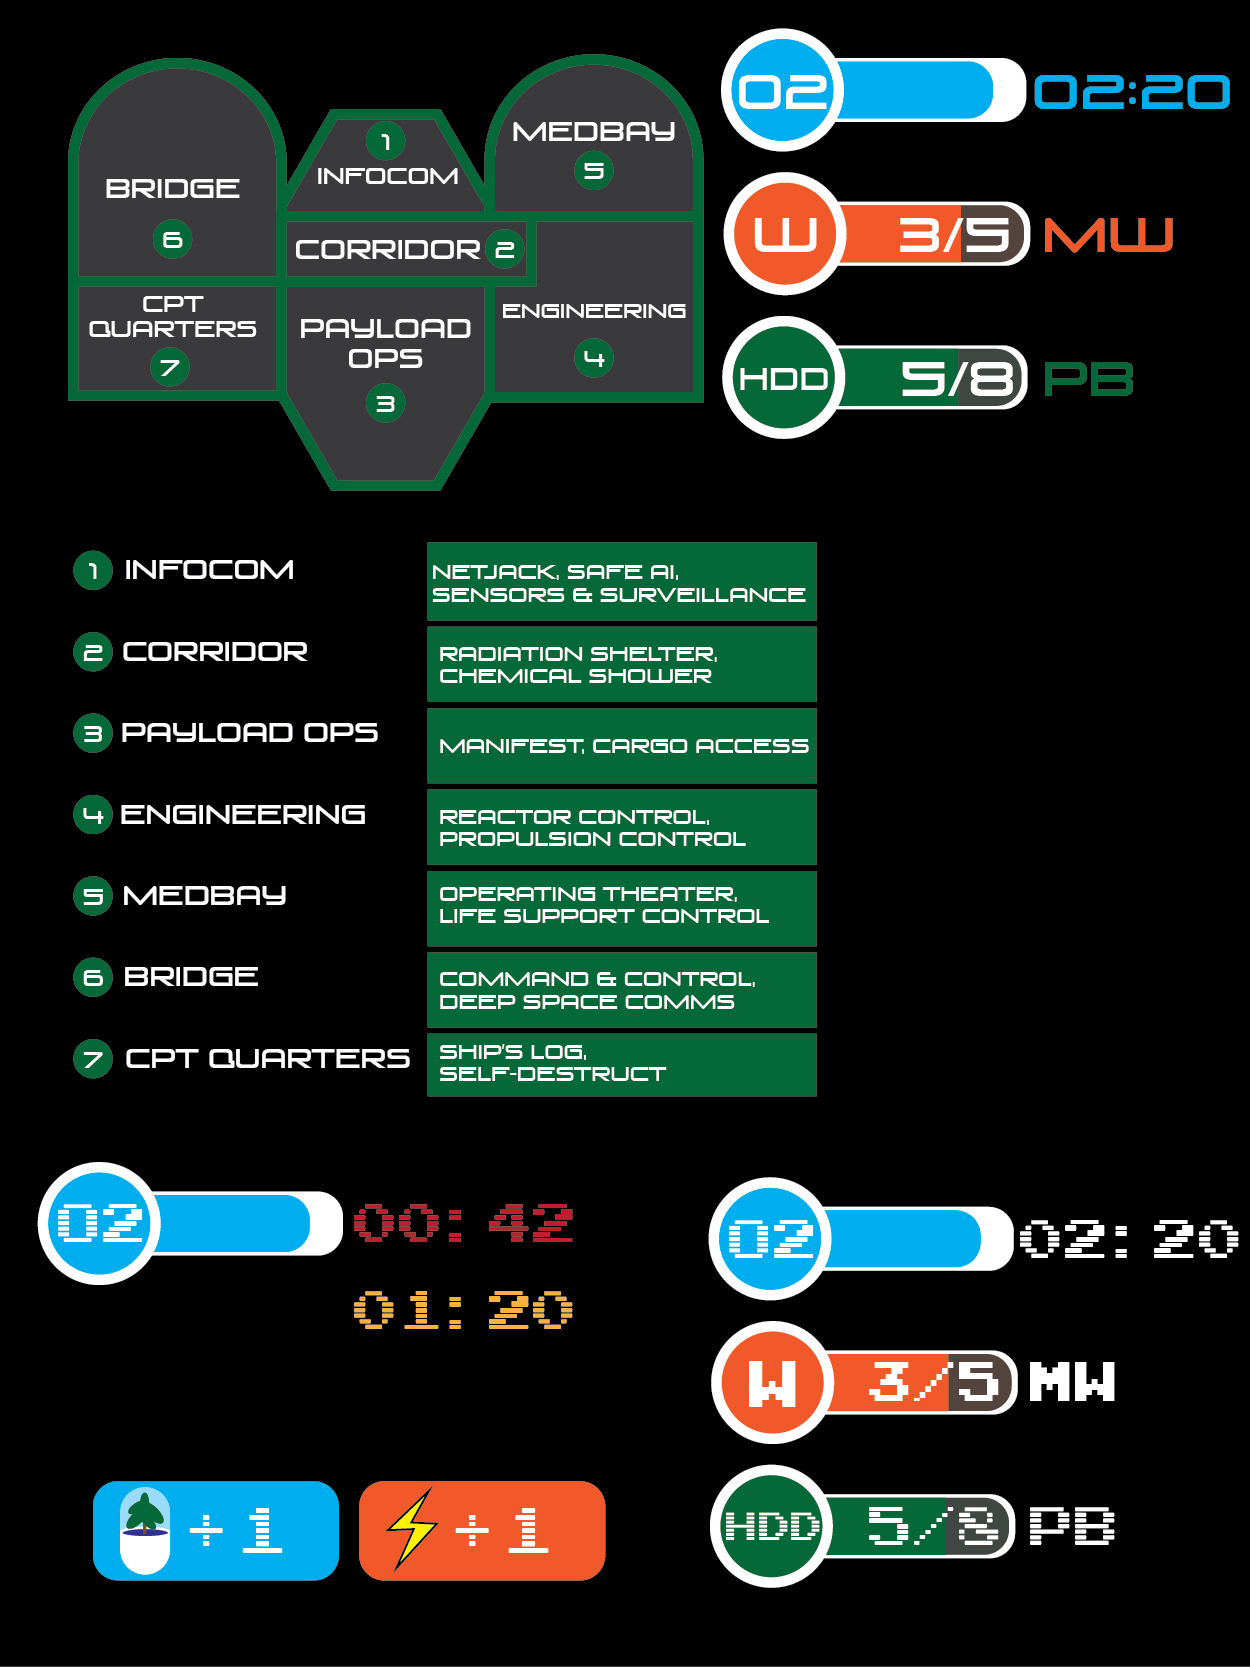 BRIDGE
6
1
INFOCOM
MEDBAY
5
CORRIDOR 2
CPT
QUARTERS
7
PAYLOAD
OPS
3
ENGINEERING
4
O2 02:20
W 3/5 MW
HDD 5/8 PB
1 INFOCOM
NETJACK, SAFE AI,
SENSORS & SURVEILLANCE
2 CORRIDOR
RADIATION SHELTER,
CHEMICAL SHOWER
3 PAYLOAD OPS
MANIFEST, CARGO ACCESS
4 ENGINEERING
REACTOR CONTROL,
PROPULSION CONTROL
5 MEDBAY
OPERATING THEATER,
LIFE SUPPORT CONTROL
6 BRIDGE
COMMAND & CONTROL,
DEEP SPACE COMMS
7 CPT QUARTERS
SHIP'S LOG,
SELF-DESTRUCT
O2 00:42
01:20
÷1
÷1
O2 02:20
W 3/5 MW
HDD 5/8 PB